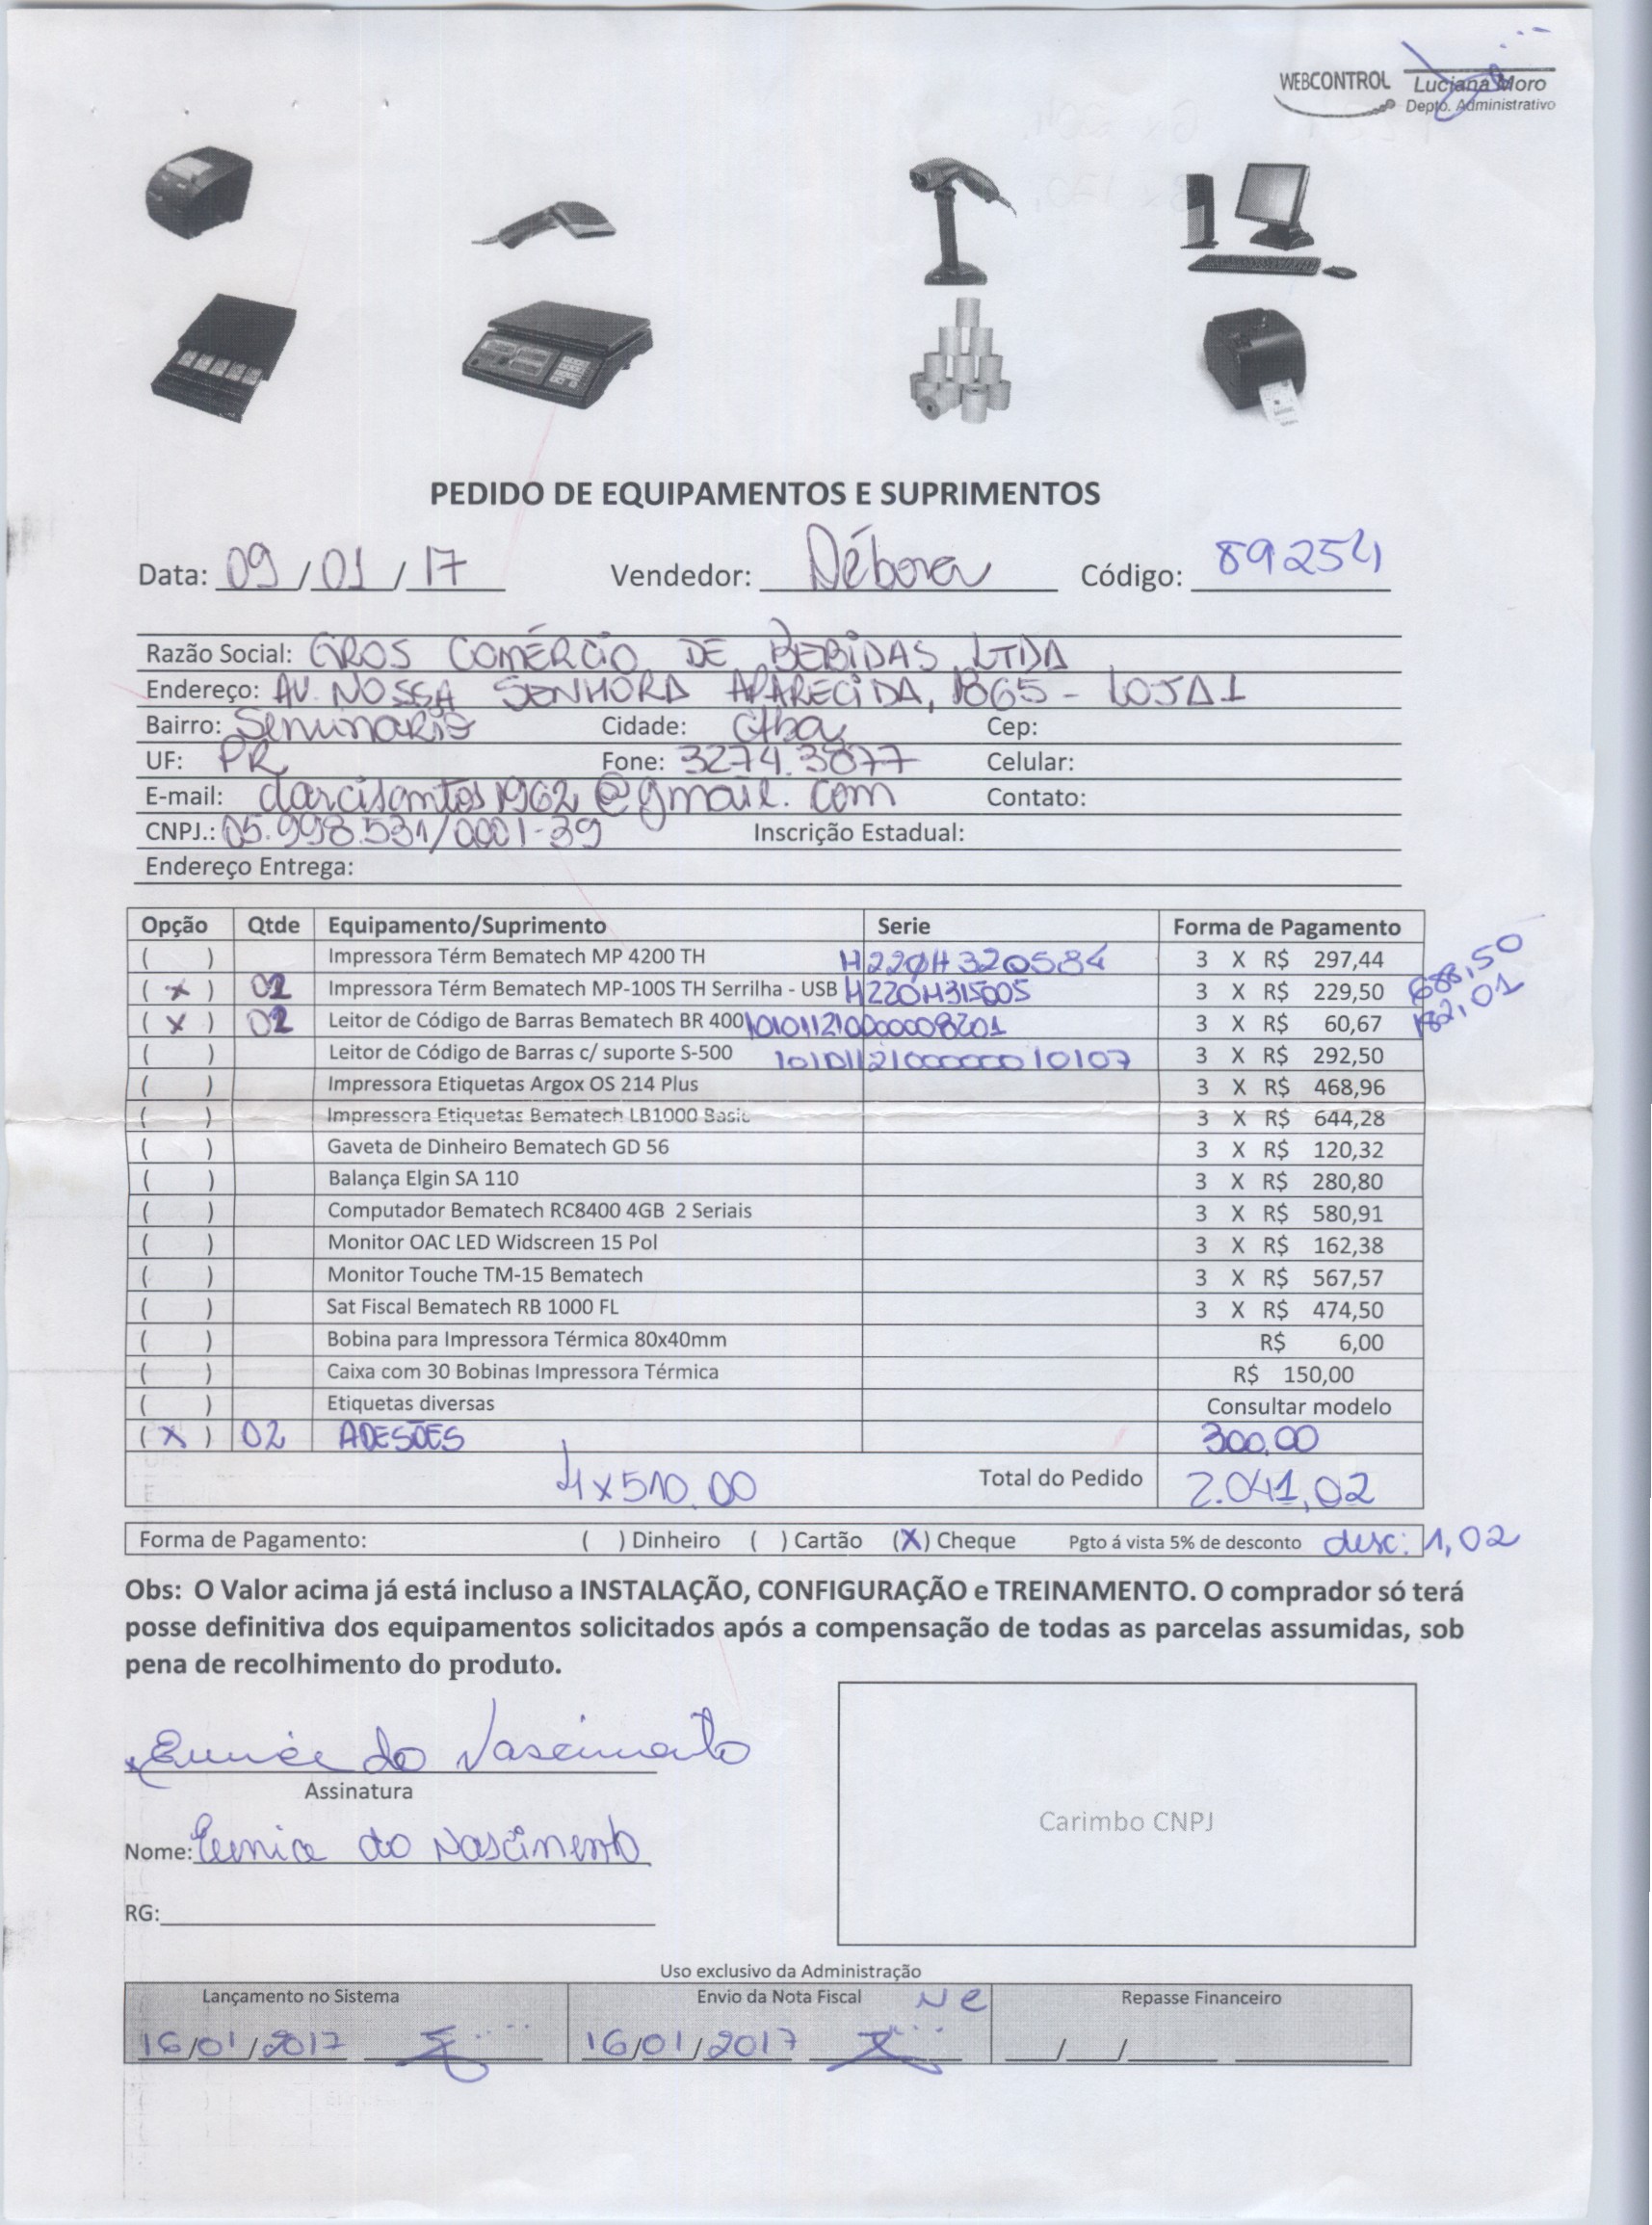 WEBCONTROL Luciana Moro
Depto. Administrativo
PEDIDO DE EQUIPAMENTOS E SUPRIMENTOS
Data: 09/01/17 Vendedor: Débora Código: 892254
Razão Social: GROS COMÉRCIO DE BEBIDAS LTDA
Endereço: AV. NOSSA SENHORA APARECIDA, 1865 - LOJA 1
Bairro: Seminario Cidade: Ctba Cep:
UF: PR Fone: 3274.3877 Celular:
E-mail: darcisantos1962@gmail.com Contato:
CNPJ.: 05.998.531/0001-39 Inscrição Estadual:
Endereço Entrega:
Opção Qtde Equipamento/Suprimento Serie Forma de Pagamento
( ) Impressora Térm Bematech MP 4200 TH H220H320584 3 X R$ 297,44
(x) 02 Impressora Térm Bematech MP-100S TH Serrilha - USB H220H315005 3 X R$ 229,50 688,50
(x) 02 Leitor de Código de Barras Bematech BR 400 3 X R$ 60,67 182,01
( ) Leitor de Código de Barras c/ suporte S-500 3 X R$ 292,50
( ) Impressora Etiquetas Argox OS 214 Plus 3 X R$ 468,96
( ) Impressora Etiquetas Bematech LB1000 Basic 3 X R$ 644,28
( ) Gaveta de Dinheiro Bematech GD 56 3 X R$ 120,32
( ) Balança Elgin SA 110 3 X R$ 280,80
( ) Computador Bematech RC8400 4GB 2 Seriais 3 X R$ 580,91
( ) Monitor OAC LED Widscreen 15 Pol 3 X R$ 162,38
( ) Monitor Touche TM-15 Bematech 3 X R$ 567,57
( ) Sat Fiscal Bematech RB 1000 FL 3 X R$ 474,50
( ) Bobina para Impressora Térmica 80x40mm R$ 6,00
( ) Caixa com 30 Bobinas Impressora Térmica R$ 150,00
( ) Etiquetas diversas Consultar modelo
(x) 02 ADESÕES 300,00
4x510,00 Total do Pedido 2.041,02
Forma de Pagamento: ( ) Dinheiro ( ) Cartão (X) Cheque Pgto á vista 5% de desconto desc: 1,02
Obs: O Valor acima já está incluso a INSTALAÇÃO, CONFIGURAÇÃO e TREINAMENTO. O comprador só terá
posse definitiva dos equipamentos solicitados após a compensação de todas as parcelas assumidas, sob
pena de recolhimento do produto.
Eunice do Nascimento
Assinatura
Nome: Eunice do Nascimento
Carimbo CNPJ
RG:
Uso exclusivo da Administração
Lançamento no Sistema Envio da Nota Fiscal Repasse Financeiro
16/01/2017 16/01/2017 / /